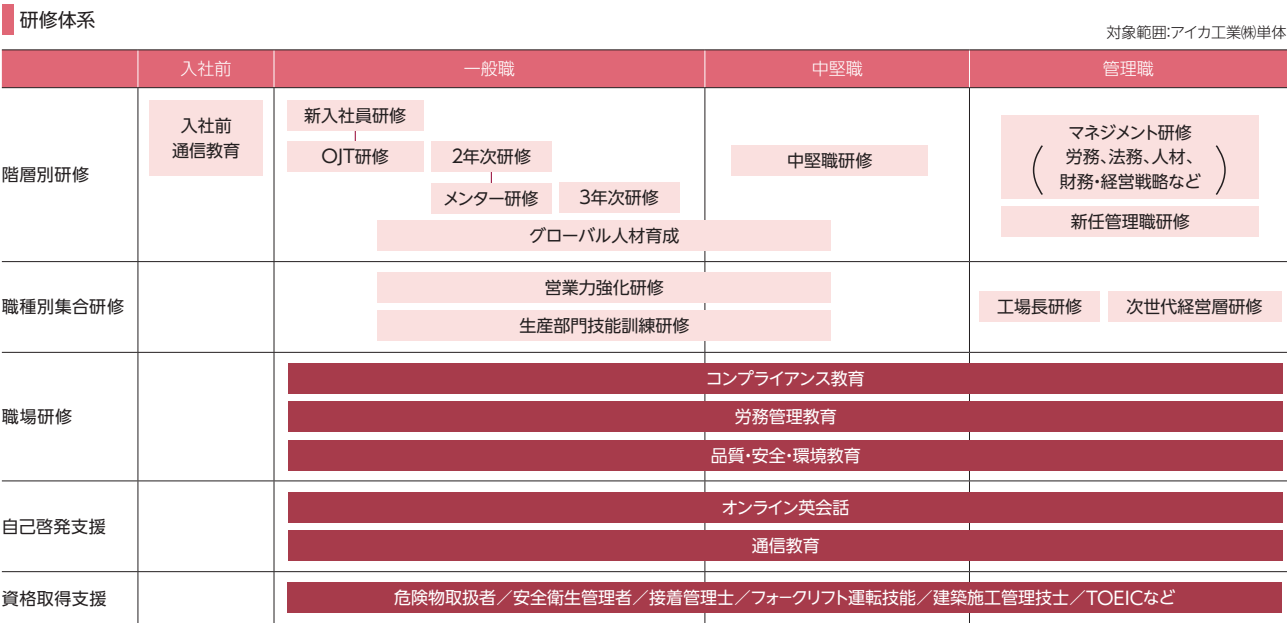 研修体系
対象範囲:アイカ工業㈱単体
入社前
一般職
中堅職
管理職
階層別研修
入社前
通信教育
新入社員研修
OJT研修
2年次研修
メンター研修
3年次研修
グローバル人材育成
中堅職研修
マネジメント研修
労務、法務、人材、
財務・経営戦略など
新任管理職研修
職種別集合研修
営業力強化研修
生産部門技能訓練研修
工場長研修
次世代経営層研修
職場研修
コンプライアンス教育
労務管理教育
品質・安全・環境教育
自己啓発支援
オンライン英会話
通信教育
資格取得支援
危険物取扱者／安全衛生管理者／接着管理士／フォークリフト運転技能／建築施工管理技士／TOEICなど